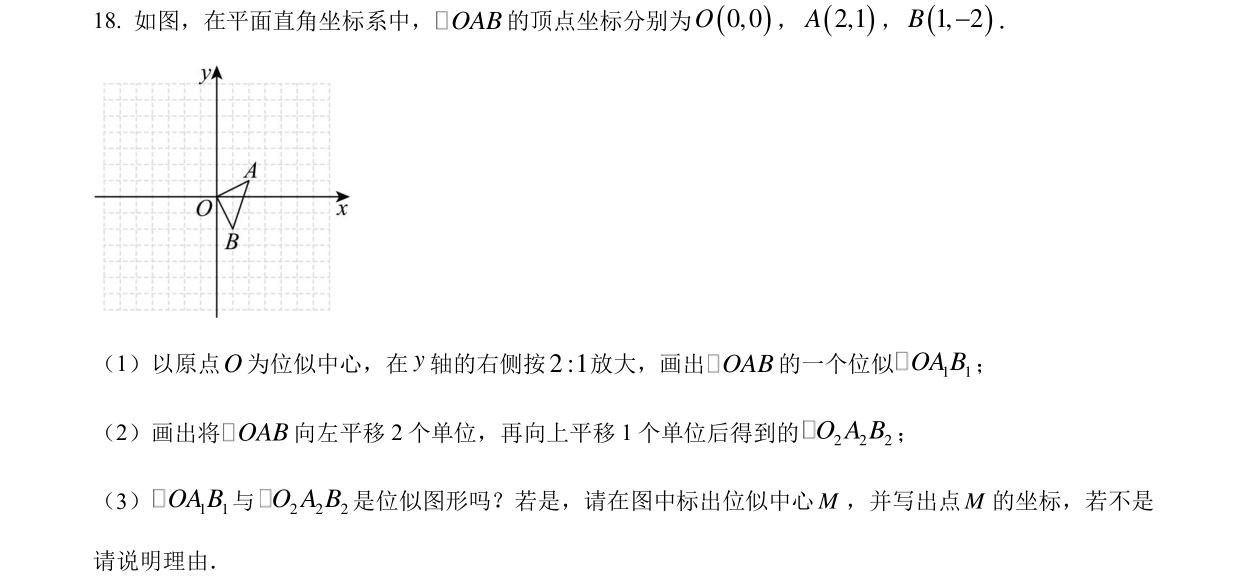 18. 如图，在平面直角坐标系中，□OAB 的顶点坐标分别为 O(0,0)，A(2,1)，B(1,−2)．
y
A
O
x
B
（1）以原点 O 为位似中心，在 y 轴的右侧按 2:1 放大，画出□OAB 的一个位似□OA₁B₁；
（2）画出将□OAB 向左平移 2 个单位，再向上平移 1 个单位后得到的□O₂A₂B₂；
（3）□OA₁B₁ 与 □O₂A₂B₂ 是位似图形吗？若是，请在图中标出位似中心 M，并写出点 M 的坐标，若不是
请说明理由．